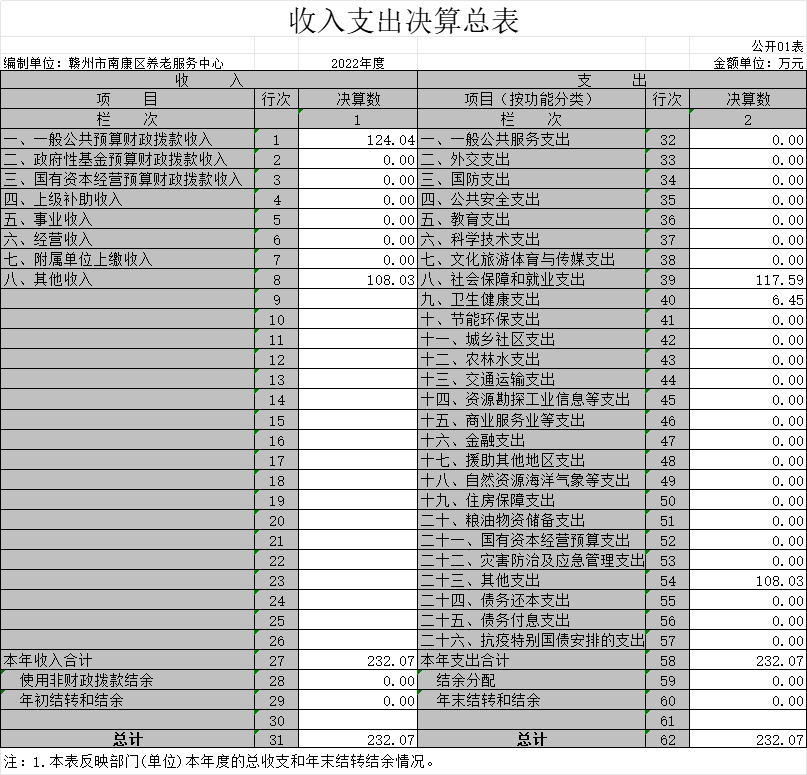 收入支出决算总表
公开01表
编制单位：赣州市南康区养老服务中心 2022年度 金额单位：万元
收 入 支 出
项 目 行次 决算数 项目（按功能分类） 行次 决算数
栏 次 1 栏 次 2
一、一般公共预算财政拨款收入 1 124.04 一、一般公共服务支出 32 0.00
二、政府性基金预算财政拨款收入 2 0.00 二、外交支出 33 0.00
三、国有资本经营预算财政拨款收入 3 0.00 三、国防支出 34 0.00
四、上级补助收入 4 0.00 四、公共安全支出 35 0.00
五、事业收入 5 0.00 五、教育支出 36 0.00
六、经营收入 6 0.00 六、科学技术支出 37 0.00
七、附属单位上缴收入 7 0.00 七、文化旅游体育与传媒支出 38 0.00
八、其他收入 8 108.03 八、社会保障和就业支出 39 117.59
9 九、卫生健康支出 40 6.45
10 十、节能环保支出 41 0.00
11 十一、城乡社区支出 42 0.00
12 十二、农林水支出 43 0.00
13 十三、交通运输支出 44 0.00
14 十四、资源勘探工业信息等支出 45 0.00
15 十五、商业服务业等支出 46 0.00
16 十六、金融支出 47 0.00
17 十七、援助其他地区支出 48 0.00
18 十八、自然资源海洋气象等支出 49 0.00
19 十九、住房保障支出 50 0.00
20 二十、粮油物资储备支出 51 0.00
21 二十一、国有资本经营预算支出 52 0.00
22 二十二、灾害防治及应急管理支出 53 0.00
23 二十三、其他支出 54 108.03
24 二十四、债务还本支出 55 0.00
25 二十五、债务付息支出 56 0.00
26 二十六、抗疫特别国债安排的支出 57 0.00
本年收入合计 27 232.07 本年支出合计 58 232.07
使用非财政拨款结余 28 0.00 结余分配 59 0.00
年初结转和结余 29 0.00 年末结转和结余 60 0.00
30 61
总计 31 232.07 总计 62 232.07
注：1.本表反映部门(单位)本年度的总收支和年末结转结余情况。